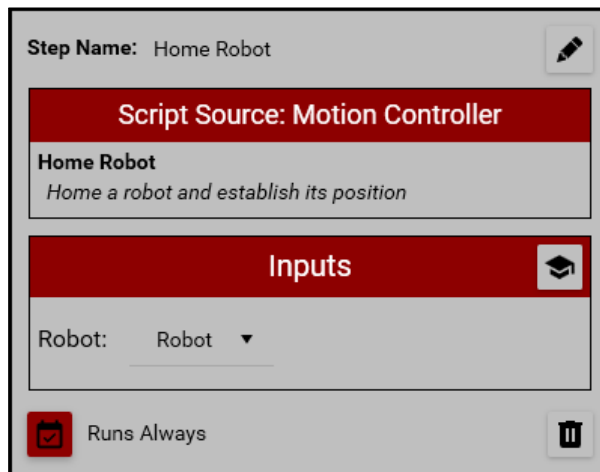 Step Name: Home Robot
Script Source: Motion Controller
Home Robot
Home a robot and establish its position
Inputs
Robot: Robot
Runs Always